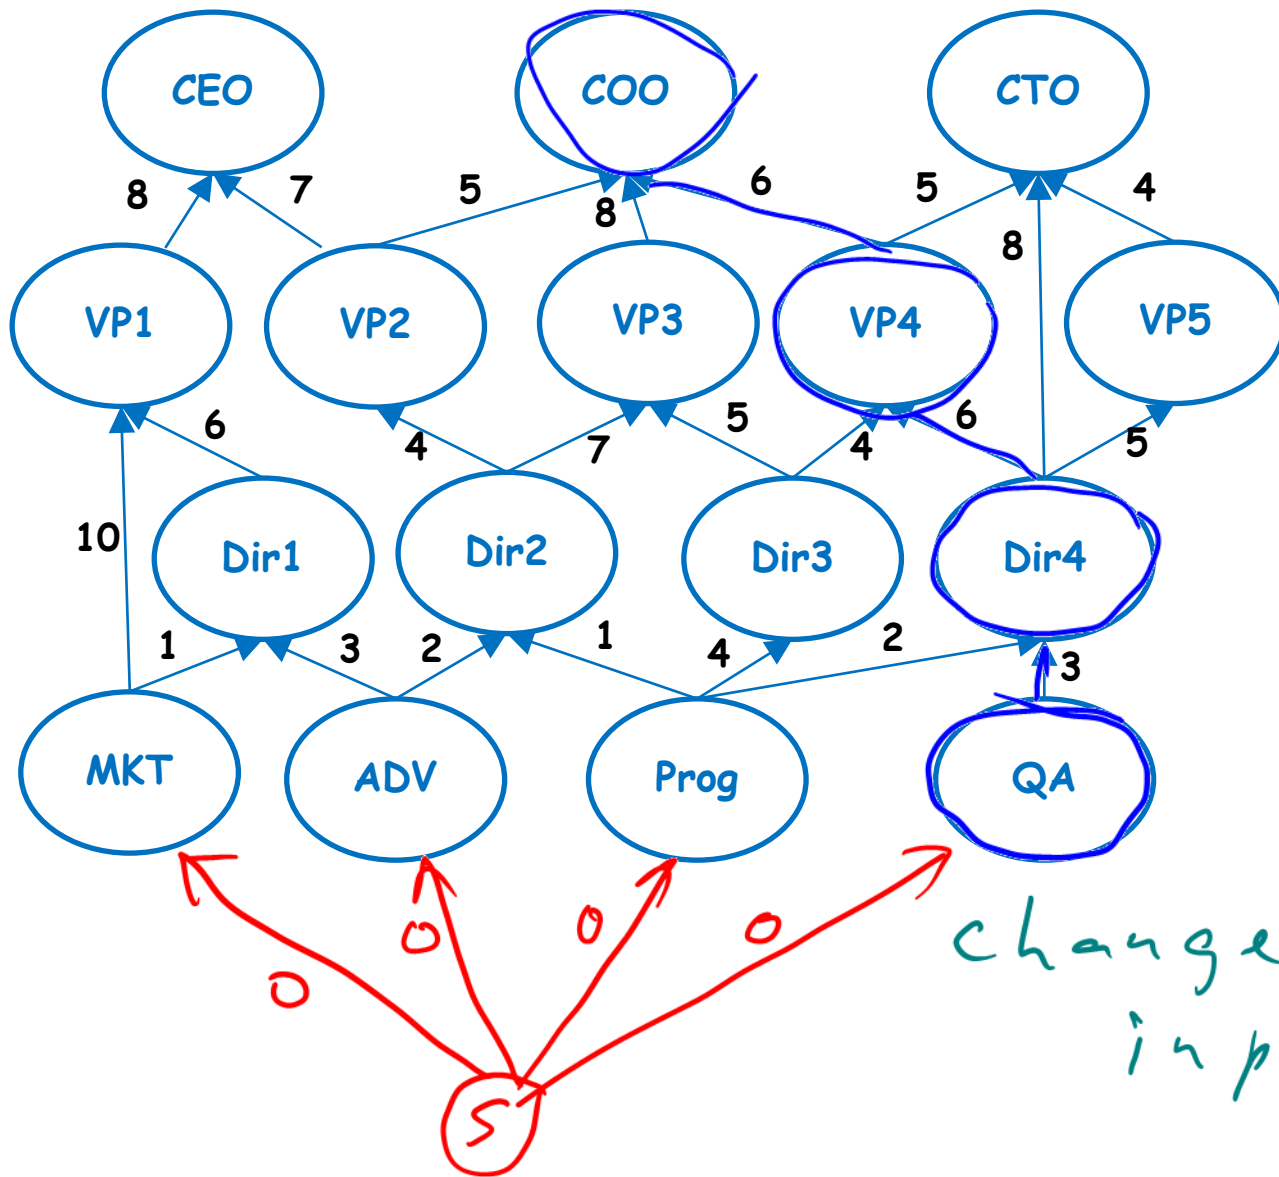 CEO COO CTO
8 7 5 8 6 5 8 4
VP1 VP2 VP3 VP4 VP5
10 6 4 7 5 4 6 5
Dir1 Dir2 Dir3 Dir4
1 3 2 1 4 2 3
MKT ADV Prog QA
0 0 0 0
change
inp
S